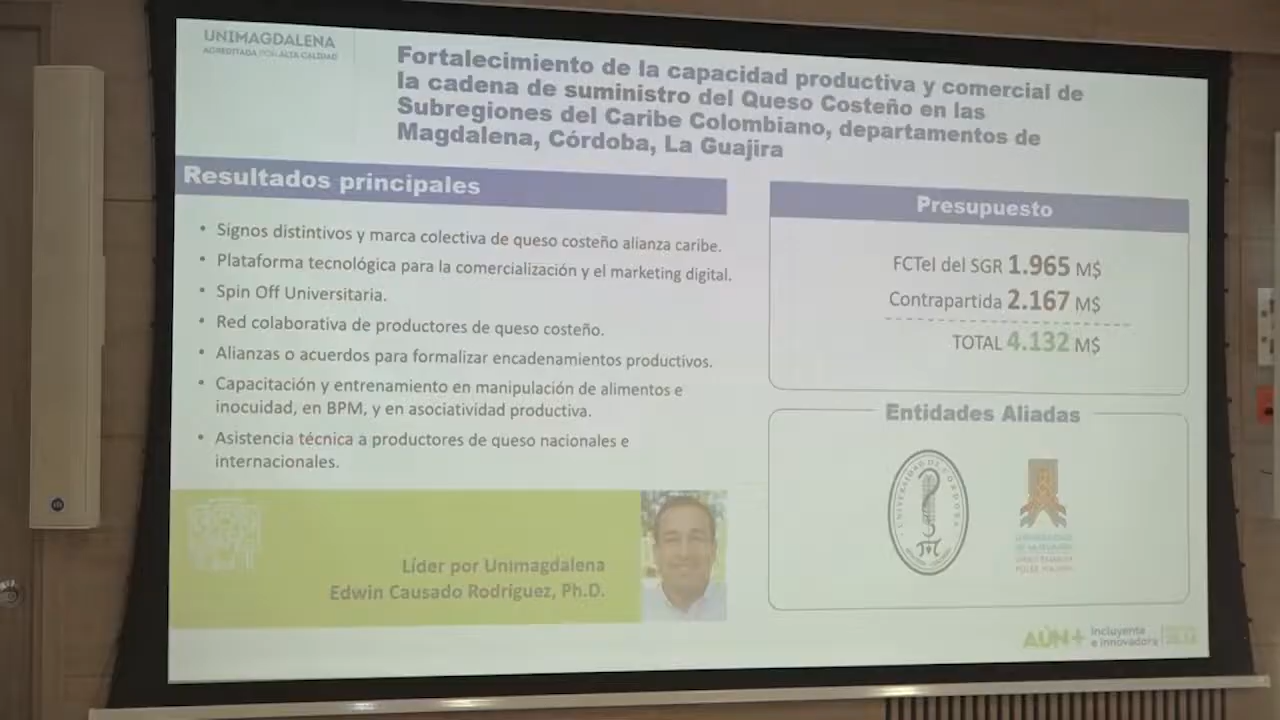 UNIMAGDALENA
ACREDITADA POR ALTA CALIDAD
Fortalecimiento de la capacidad productiva y comercial de
la cadena de suministro del Queso Costeño en las
Subregiones del Caribe Colombiano, departamentos de
Magdalena, Córdoba, La Guajira
Resultados principales
• Signos distintivos y marca colectiva de queso costeño alianza caribe.
• Plataforma tecnológica para la comercialización y el marketing digital.
• Spin Off Universitaria.
• Red colaborativa de productores de queso costeño.
• Alianzas o acuerdos para formalizar encadenamientos productivos.
• Capacitación y entrenamiento en manipulación de alimentos e
inocuidad, en BPM, y en asociatividad productiva.
• Asistencia técnica a productores de queso nacionales e
internacionales.
Líder por Unimagdalena
Edwin Causado Rodríguez, Ph.D.
Presupuesto
FCTeI del SGR 1.965 M$
Contrapartida 2.167 M$
TOTAL 4.132 M$
Entidades Aliadas
UNIVERSIDAD DE CÓRDOBA
AÚN+
incluyente
e innovadora